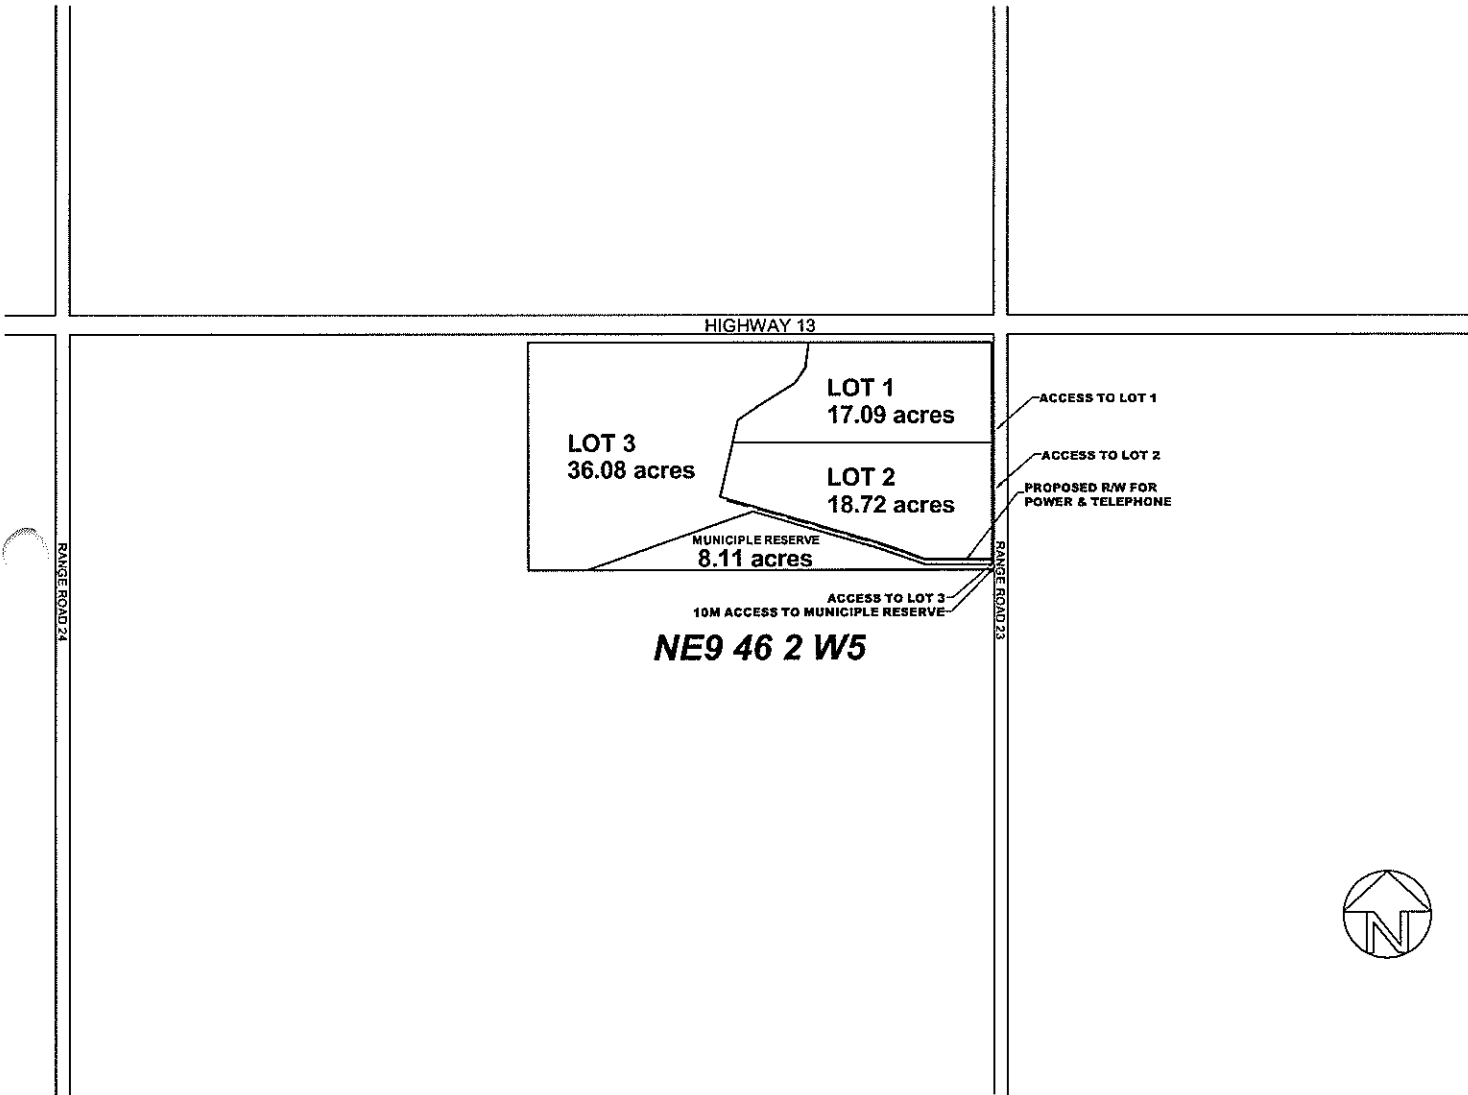 HIGHWAY 13
LOT 1
17.09 acres
ACCESS TO LOT 1
LOT 3
36.08 acres
LOT 2
18.72 acres
ACCESS TO LOT 2
PROPOSED R/W FOR
POWER & TELEPHONE
MUNICIPLE RESERVE
8.11 acres
RANGE ROAD 24
RANGE ROAD 23
ACCESS TO LOT 3
10M ACCESS TO MUNICIPLE RESERVE
NE9 46 2 W5
N